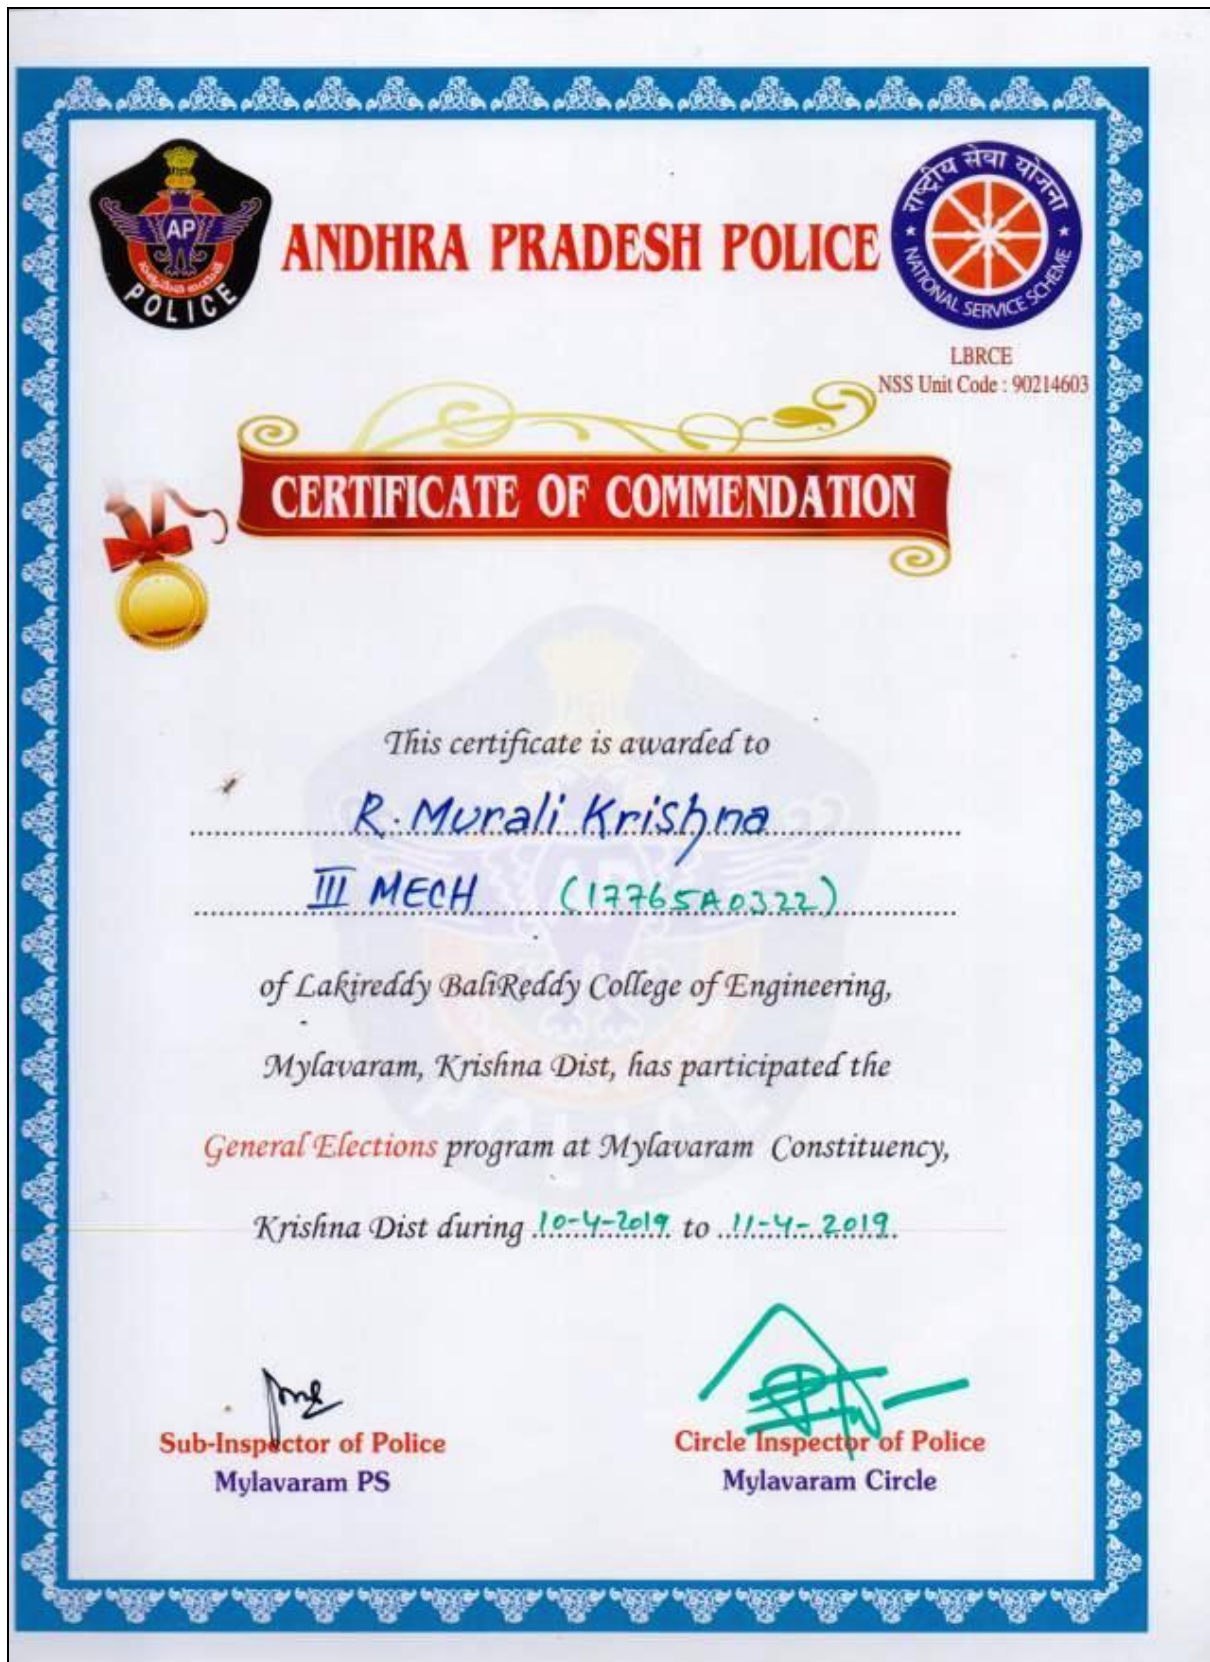 AP
POLICE
ANDHRA PRADESH POLICE
राष्ट्रीय सेवा योजना
NATIONAL SERVICE SCHEME
LBRCE
NSS Unit Code : 90214603
CERTIFICATE OF COMMENDATION
This certificate is awarded to
R. Murali Krishna
III MECH (17765A0322)
of Lakireddy BaliReddy College of Engineering,
Mylavaram, Krishna Dist, has participated the
General Elections program at Mylavaram Constituency,
Krishna Dist during 10-4-2019 to 11-4-2019
Sub-Inspector of Police
Mylavaram PS
Circle Inspector of Police
Mylavaram Circle